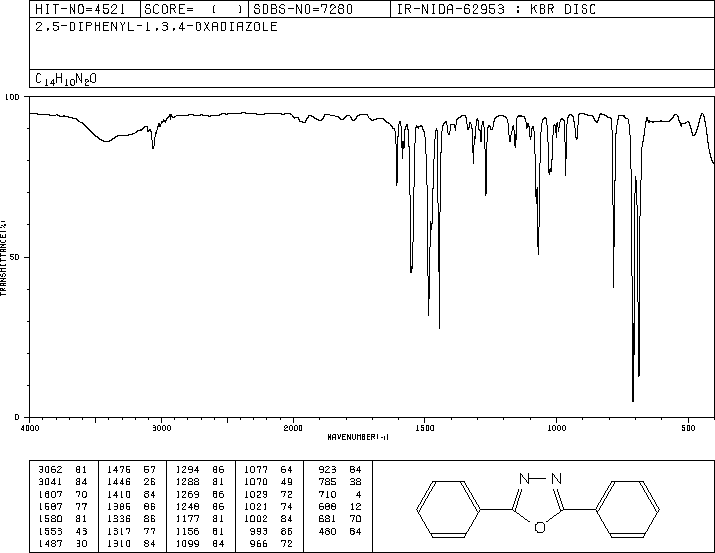 HIT-NO=4521 SCORE= ( ) SDBS-NO=7280 IR-NIDA-62953 : KBR DISC
2,5-DIPHENYL-1,3,4-OXADIAZOLE
C14H10N2O
100
50
0
TRANSMITTANCE(%)
4000 3000 2000 1500 1000 500
WAVENUMBER(-1)
3062 81 1476 57 1294 86 1077 64 923 84
3041 84 1446 26 1288 81 1070 49 785 38
1607 70 1410 84 1269 66 1029 72 710 4
1587 77 1386 86 1248 86 1021 74 688 12
1580 81 1336 86 1177 81 1002 84 681 70
1553 43 1317 77 1156 81 993 86 480 84
1487 30 1310 84 1099 84 966 72
N N
O